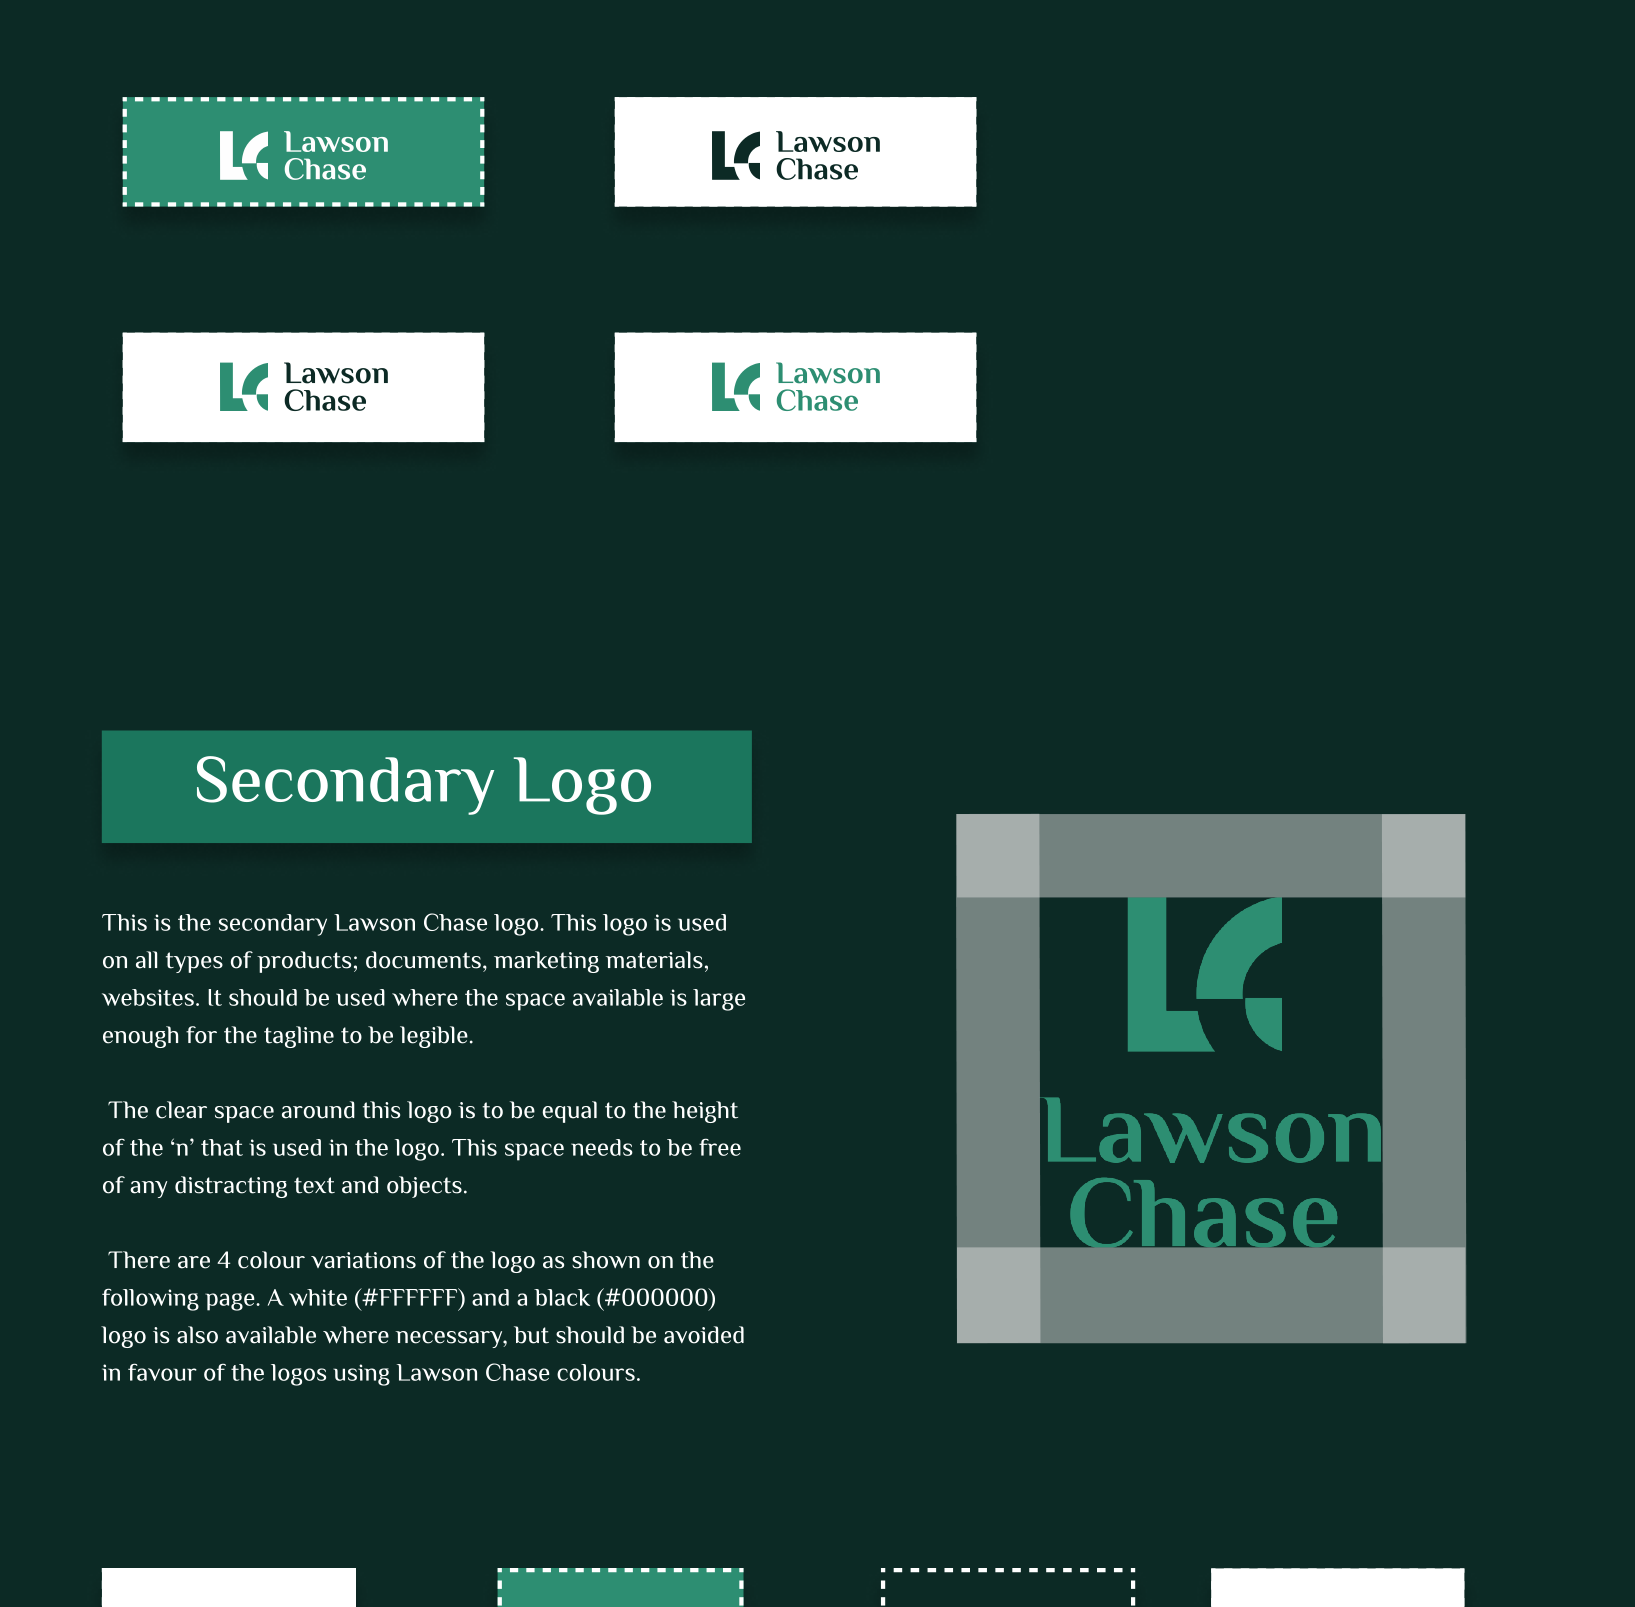 Lawson
Chase
Lawson
Chase
Lawson
Chase
Lawson
Chase
Secondary Logo
This is the secondary Lawson Chase logo. This logo is used
on all types of products; documents, marketing materials,
websites. It should be used where the space available is large
enough for the tagline to be legible.
The clear space around this logo is to be equal to the height
of the ‘n’ that is used in the logo. This space needs to be free
of any distracting text and objects.
There are 4 colour variations of the logo as shown on the
following page. A white (#FFFFFF) and a black (#000000)
logo is also available where necessary, but should be avoided
in favour of the logos using Lawson Chase colours.
Lawson
Chase